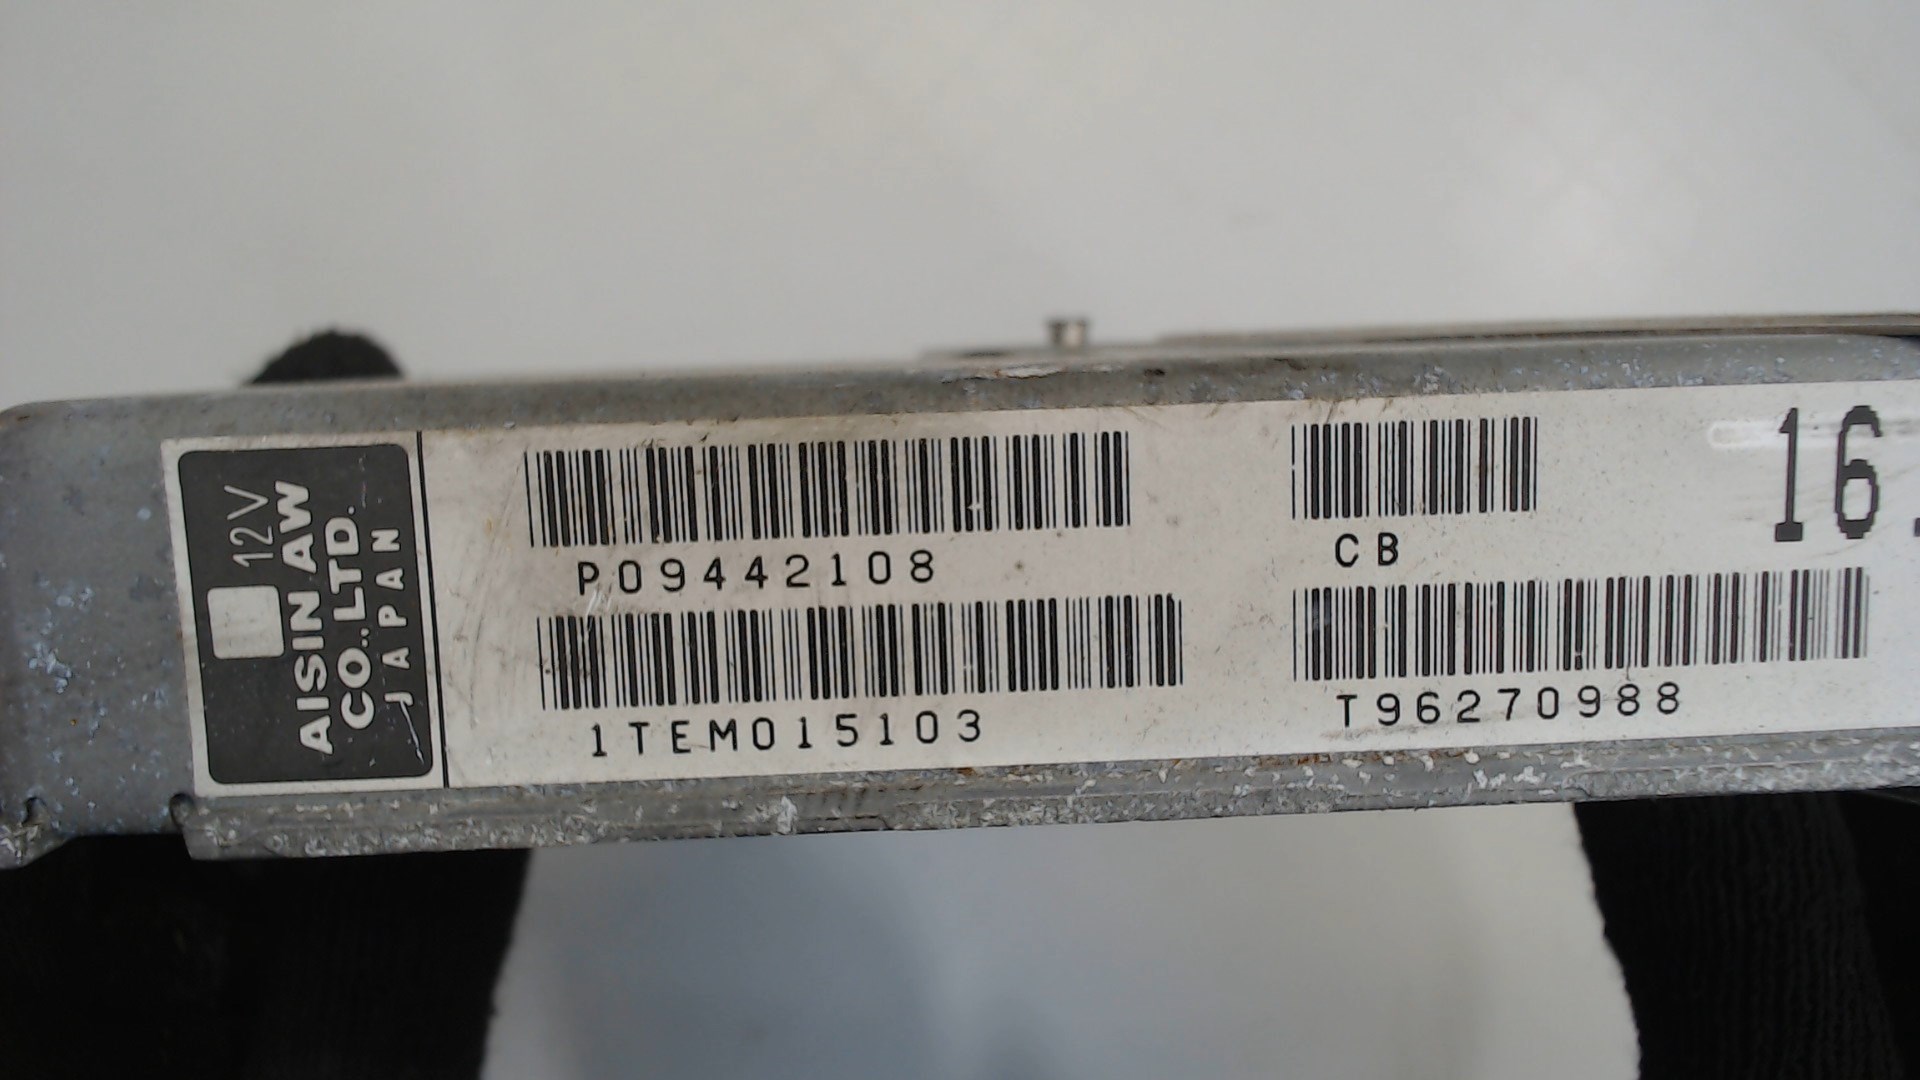 12V
AISIN AW
CO.,LTD.
JAPAN
P09442108
1TEM015103
CB
T96270988
16.